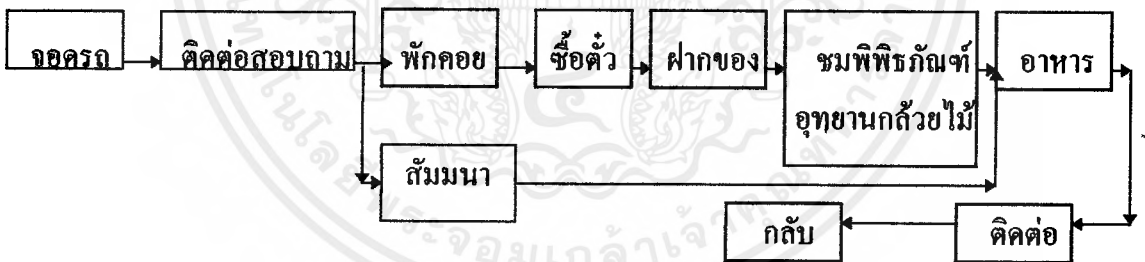 จอดรถ
ติดต่อสอบถาม
พักคอย
ซื้อตั๋ว
ฝากของ
ชมพิพิธภัณฑ์
อุทยานกล้วยไม้
อาหาร
สัมมนา
กลับ
ติดต่อ